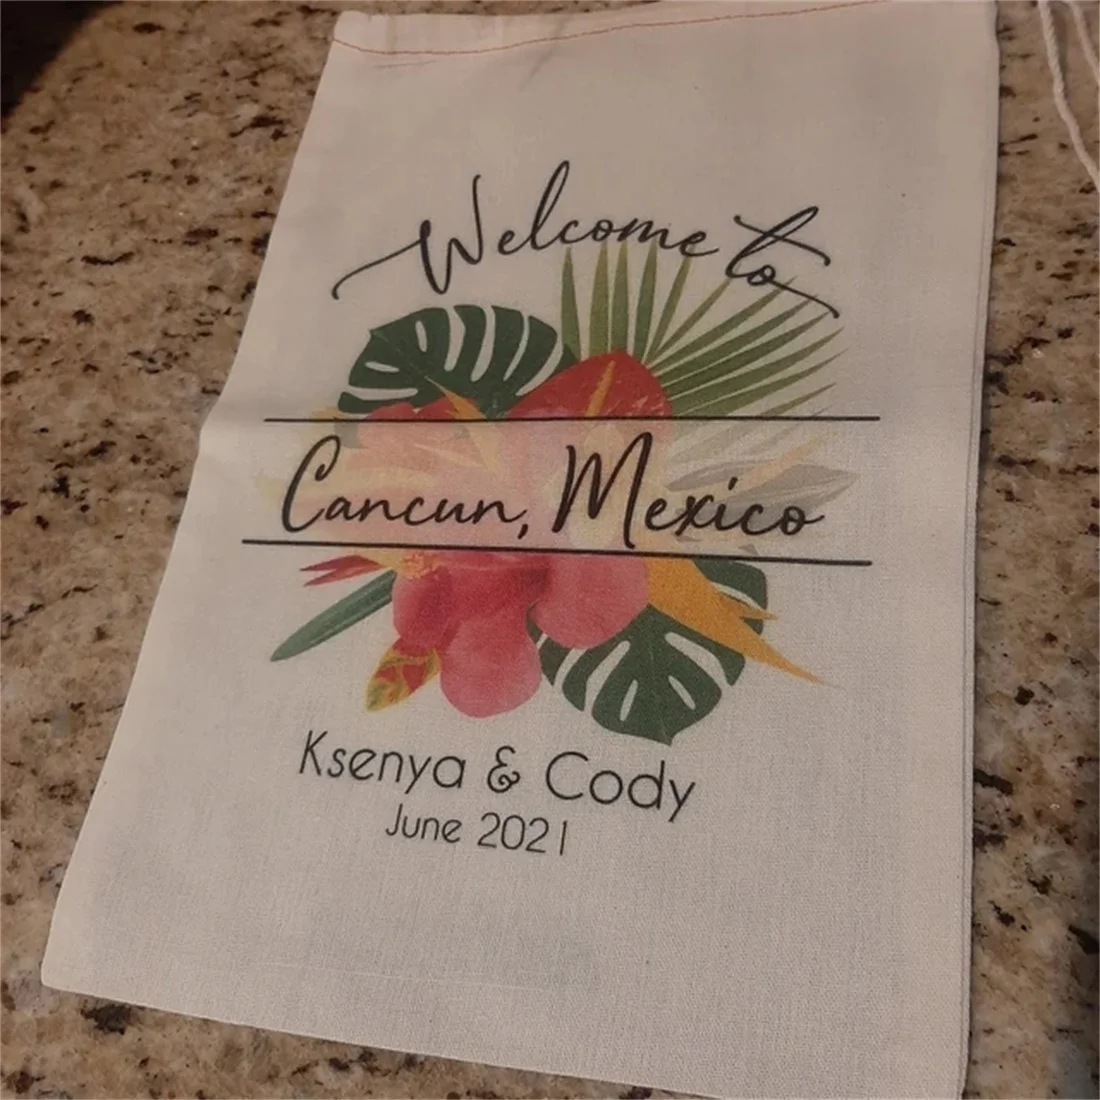 Welcome to
Cancun, Mexico
Ksenya & Cody
June 2021